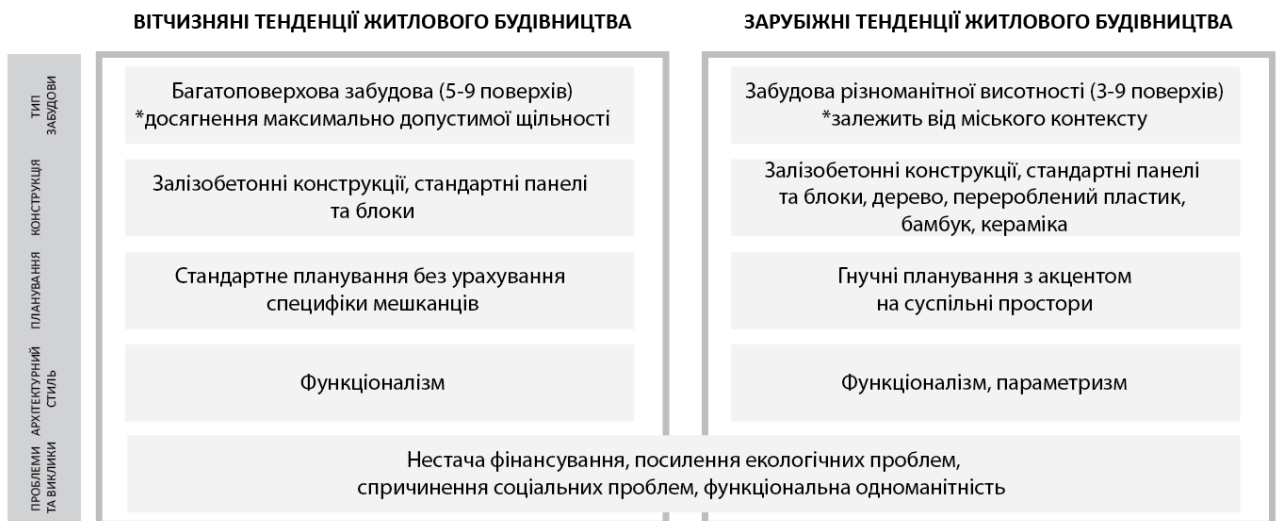 ВІТЧИЗНЯНІ ТЕНДЕНЦІЇ ЖИТЛОВОГО БУДІВНИЦТВА
ЗАРУБІЖНІ ТЕНДЕНЦІЇ ЖИТЛОВОГО БУДІВНИЦТВА
ТИП
ЗАБУДОВИ
Багатоповерхова забудова (5-9 поверхів)
*досягнення максимально допустимої щільності
Забудова різноманітної висотності (3-9 поверхів)
*залежить від міського контексту
КОНСТРУКЦІЯ
Залізобетонні конструкції, стандартні панелі
та блоки
Залізобетонні конструкції, стандартні панелі
та блоки, дерево, перероблений пластик,
бамбук, кераміка
ПЛАНУВАННЯ
Стандартне планування без урахування
специфіки мешканців
Гнучні планування з акцентом
на суспільні простори
АРХІТЕКТУРНИЙ
СТИЛЬ
Функціоналізм
Функціоналізм, параметризм
ПРОБЛЕМИ
ТА ВИКЛИКИ
Нестача фінансування, посилення екологічних проблем,
спричинення соціальних проблем, функціональна одноманітність